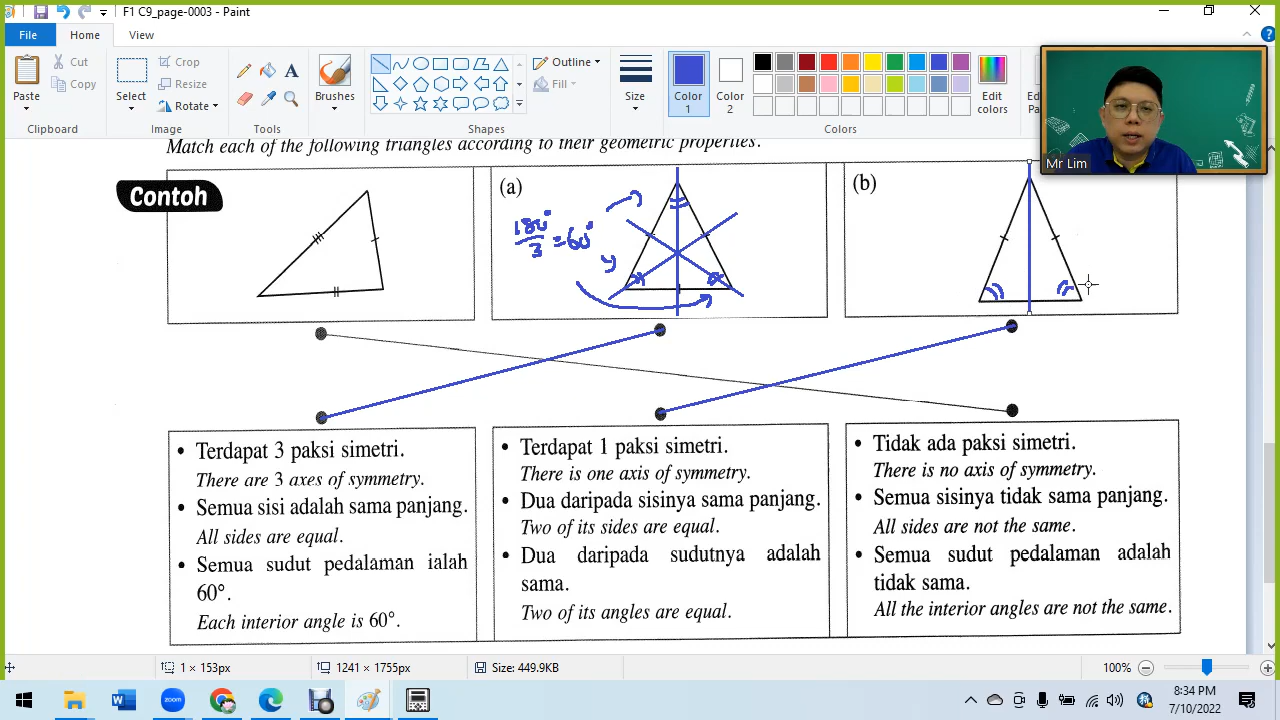 F1 C9_page-0003 - Paint
File Home View
Paste
Cut
Copy
Clipboard
Select
Crop
Resize
Rotate
Image
Tools
Brushes
Shapes
Outline
Fill
Size
Color 1
Color 2
Colors
Edit colors
Mr Lim
Match each of the following triangles according to their geometric properties.
Contoh
(a)
180°/3 = 60°
(b)
• Terdapat 3 paksi simetri.
There are 3 axes of symmetry.
• Semua sisi adalah sama panjang.
All sides are equal.
• Semua sudut pedalaman ialah
60°.
Each interior angle is 60°.
• Terdapat 1 paksi simetri.
There is one axis of symmetry.
• Dua daripada sisinya sama panjang.
Two of its sides are equal.
• Dua daripada sudutnya adalah
sama.
Two of its angles are equal.
• Tidak ada paksi simetri.
There is no axis of symmetry.
• Semua sisinya tidak sama panjang.
All sides are not the same.
• Semua sudut pedalaman adalah
tidak sama.
All the interior angles are not the same.
1 × 153px
1241 × 1755px
Size: 449.9KB
100%
zoom
8:34 PM
7/10/2022